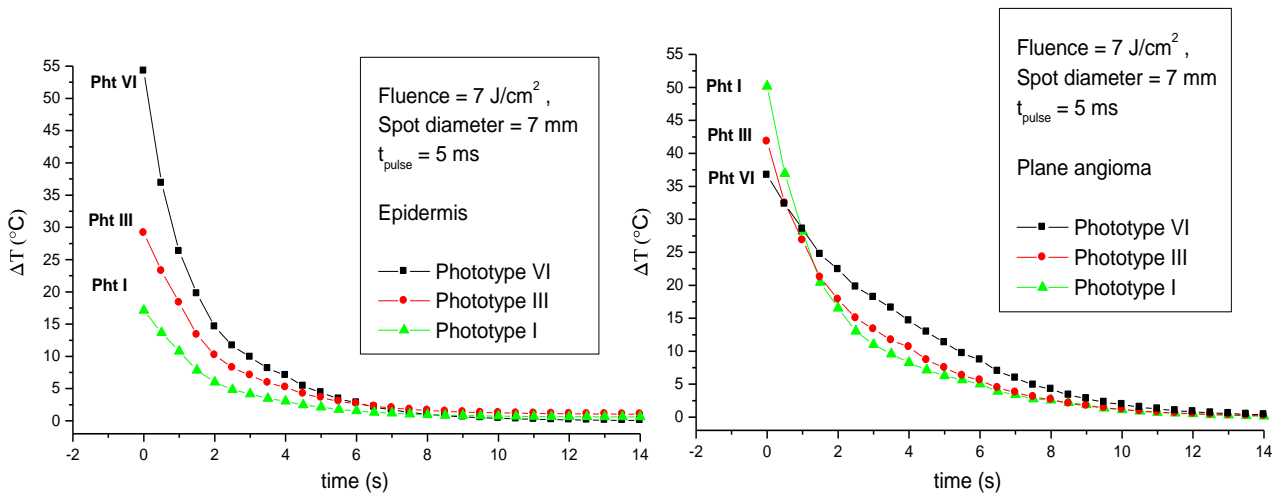 55
50
45
40
35
30
25
20
15
10
5
0
-5
ΔT (°C)
Pht VI
Pht III
Pht I
Fluence = 7 J/cm² ,
Spot diameter = 7 mm
t_pulse = 5 ms
Epidermis
Phototype VI
Phototype III
Phototype I
-2 0 2 4 6 8 10 12 14
time (s)
55
50
45
40
35
30
25
20
15
10
5
0
-5
ΔT (°C)
Pht I
Pht III
Pht VI
Fluence = 7 J/cm² ,
Spot diameter = 7 mm
t_pulse = 5 ms
Plane angioma
Phototype VI
Phototype III
Phototype I
-2 0 2 4 6 8 10 12 14
time (s)